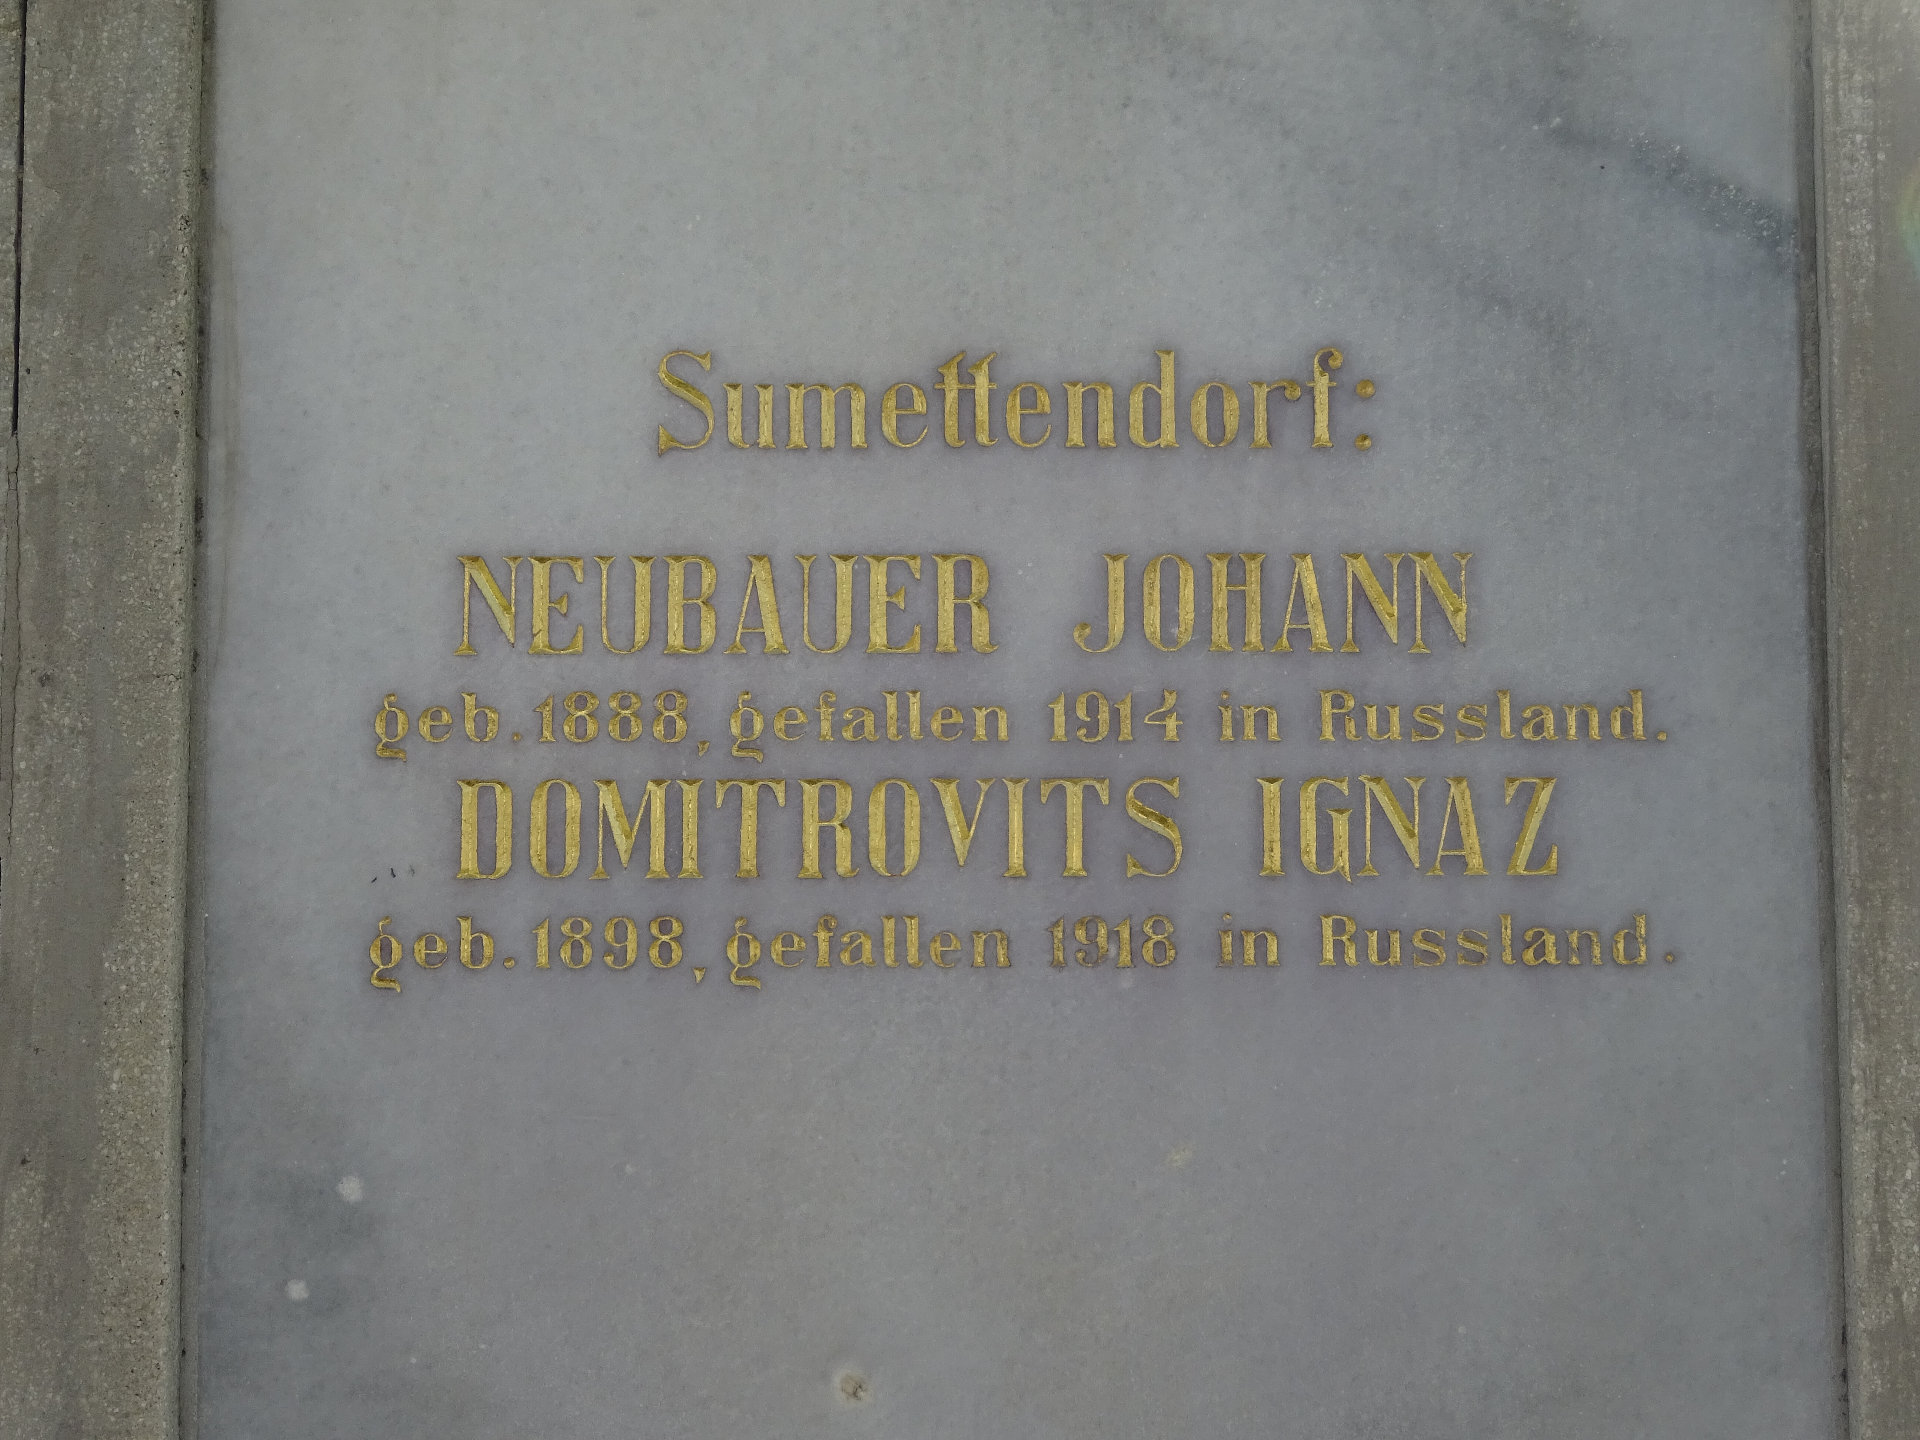 Sumettendorf:
NEUBAUER JOHANN
geb. 1888, gefallen 1914 in Russland.
DOMITROVITS IGNAZ
geb. 1898, gefallen 1918 in Russland.